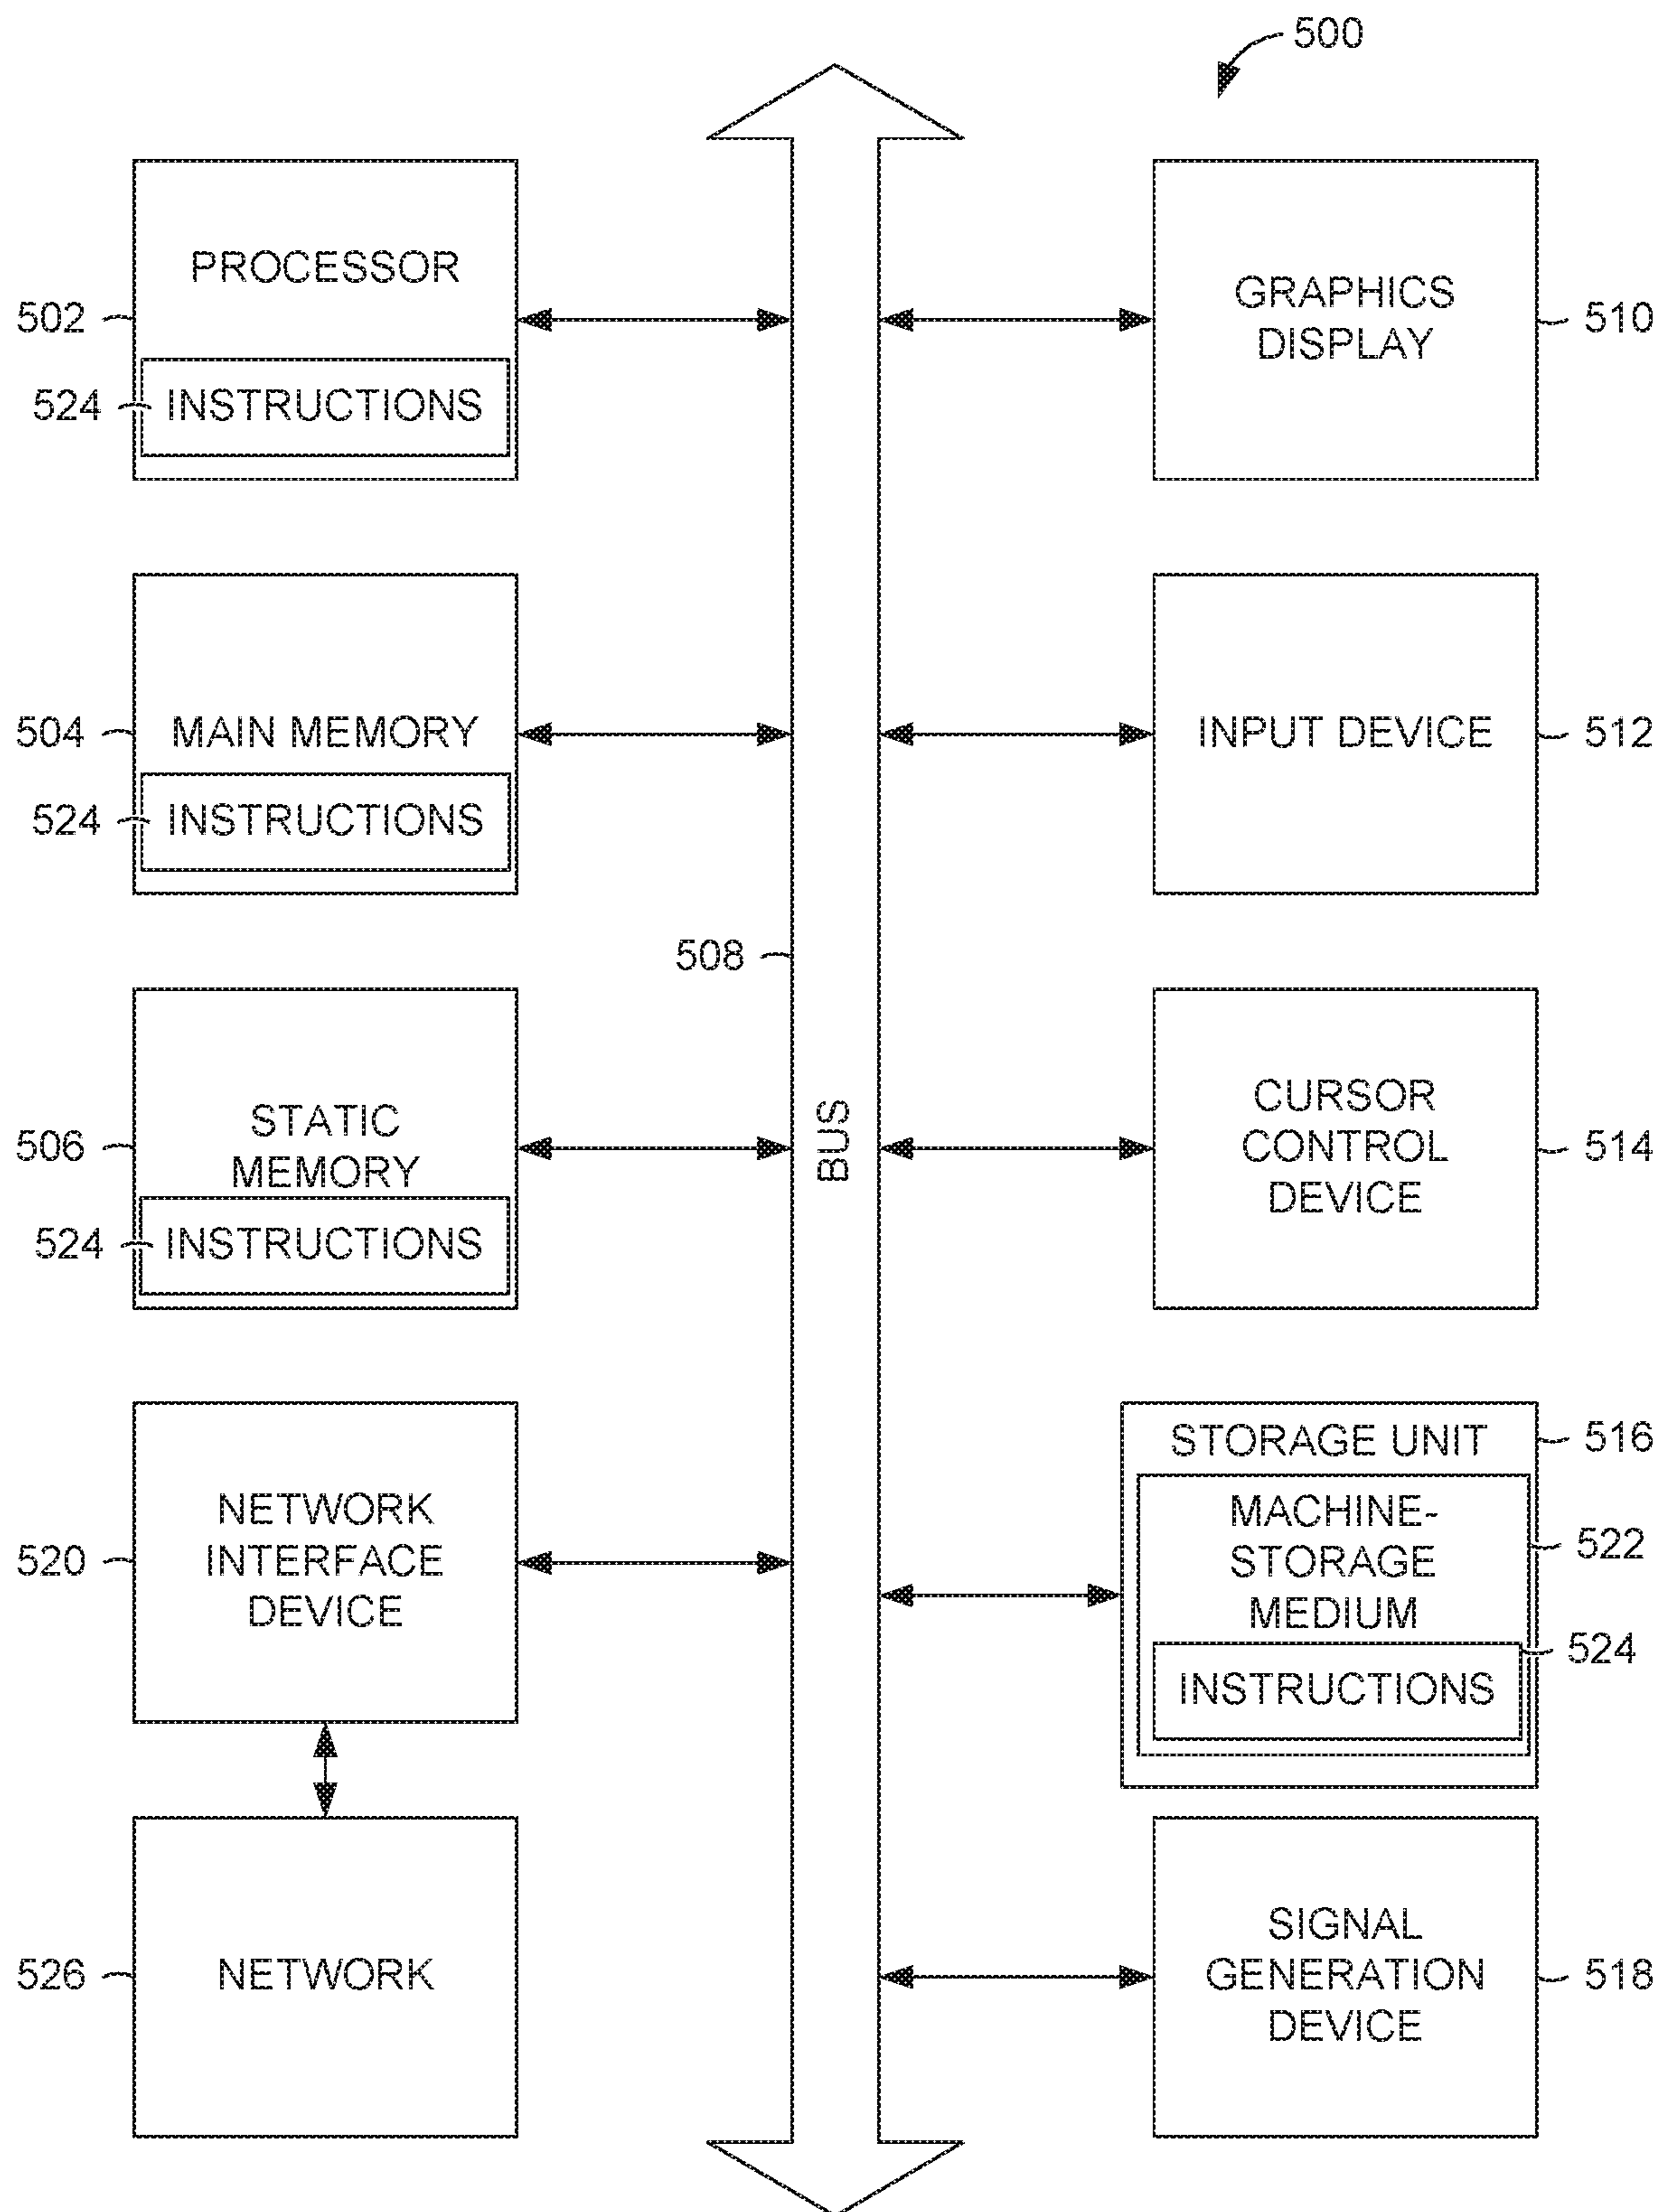 500
PROCESSOR
502
524
INSTRUCTIONS
GRAPHICS
DISPLAY
510
504
MAIN MEMORY
524
INSTRUCTIONS
INPUT DEVICE
512
508
BUS
506
STATIC
MEMORY
524
INSTRUCTIONS
CURSOR
CONTROL
DEVICE
514
520
NETWORK
INTERFACE
DEVICE
STORAGE UNIT
516
MACHINE-
STORAGE
MEDIUM
522
524
INSTRUCTIONS
526
NETWORK
SIGNAL
GENERATION
DEVICE
518